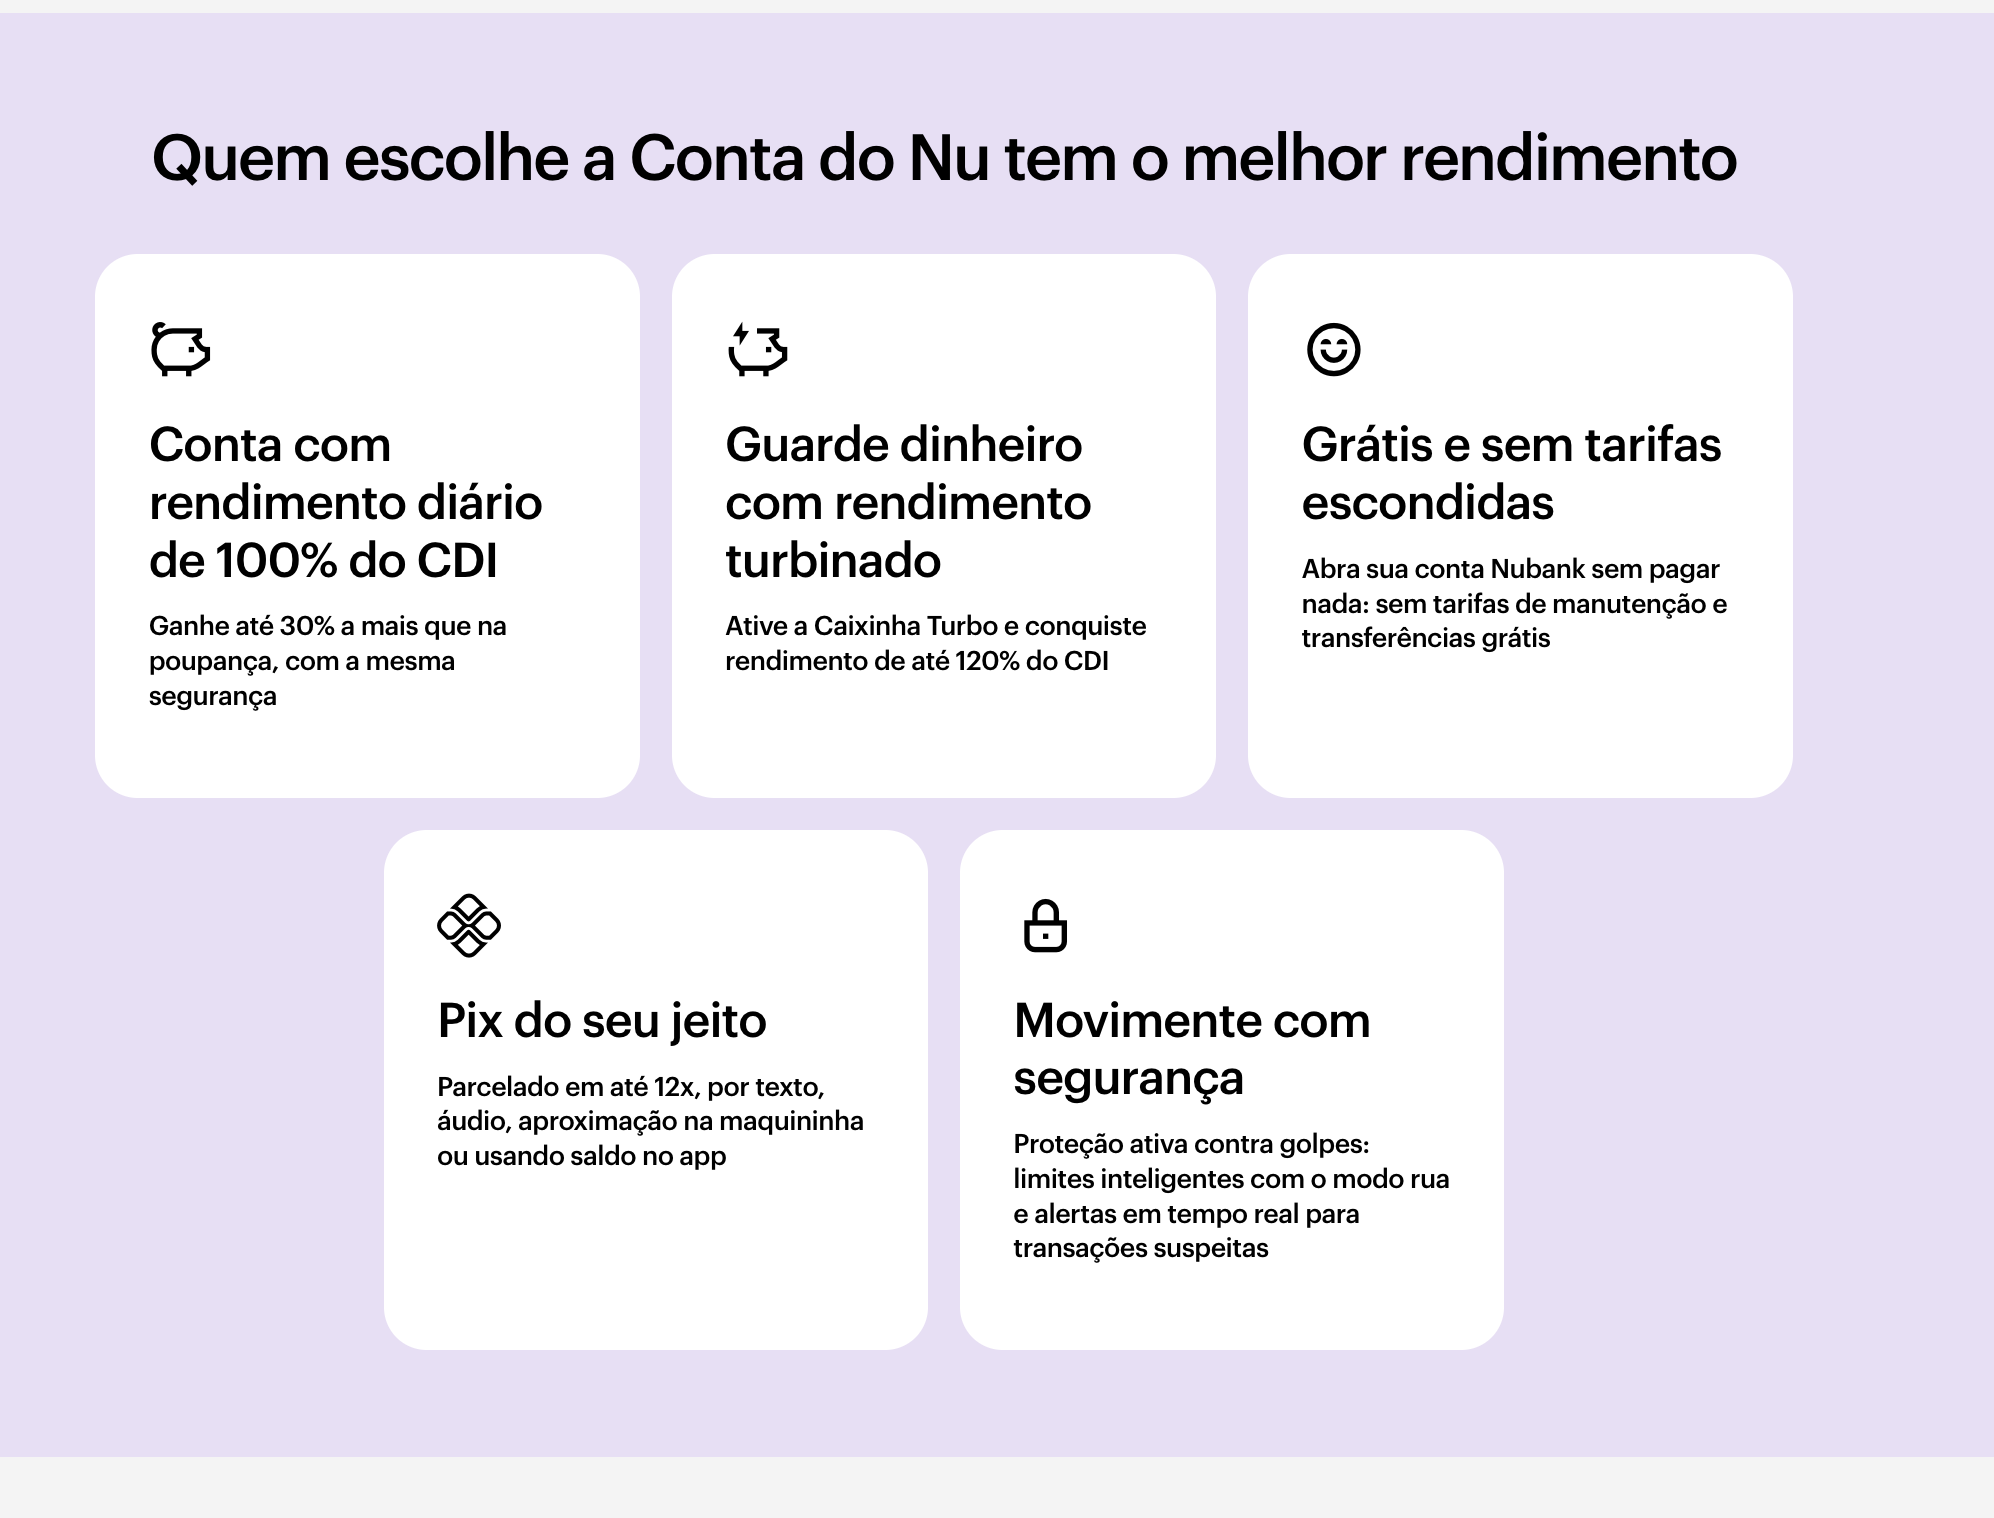 Quem escolhe a Conta do Nu tem o melhor rendimento
Conta com
rendimento diário
de 100% do CDI
Ganhe até 30% a mais que na
poupança, com a mesma
segurança
Guarde dinheiro
com rendimento
turbinado
Ative a Caixinha Turbo e conquiste
rendimento de até 120% do CDI
Grátis e sem tarifas
escondidas
Abra sua conta Nubank sem pagar
nada: sem tarifas de manutenção e
transferências grátis
Pix do seu jeito
Parcelado em até 12x, por texto,
áudio, aproximação na maquininha
ou usando saldo no app
Movimente com
segurança
Proteção ativa contra golpes:
limites inteligentes com o modo rua
e alertas em tempo real para
transações suspeitas